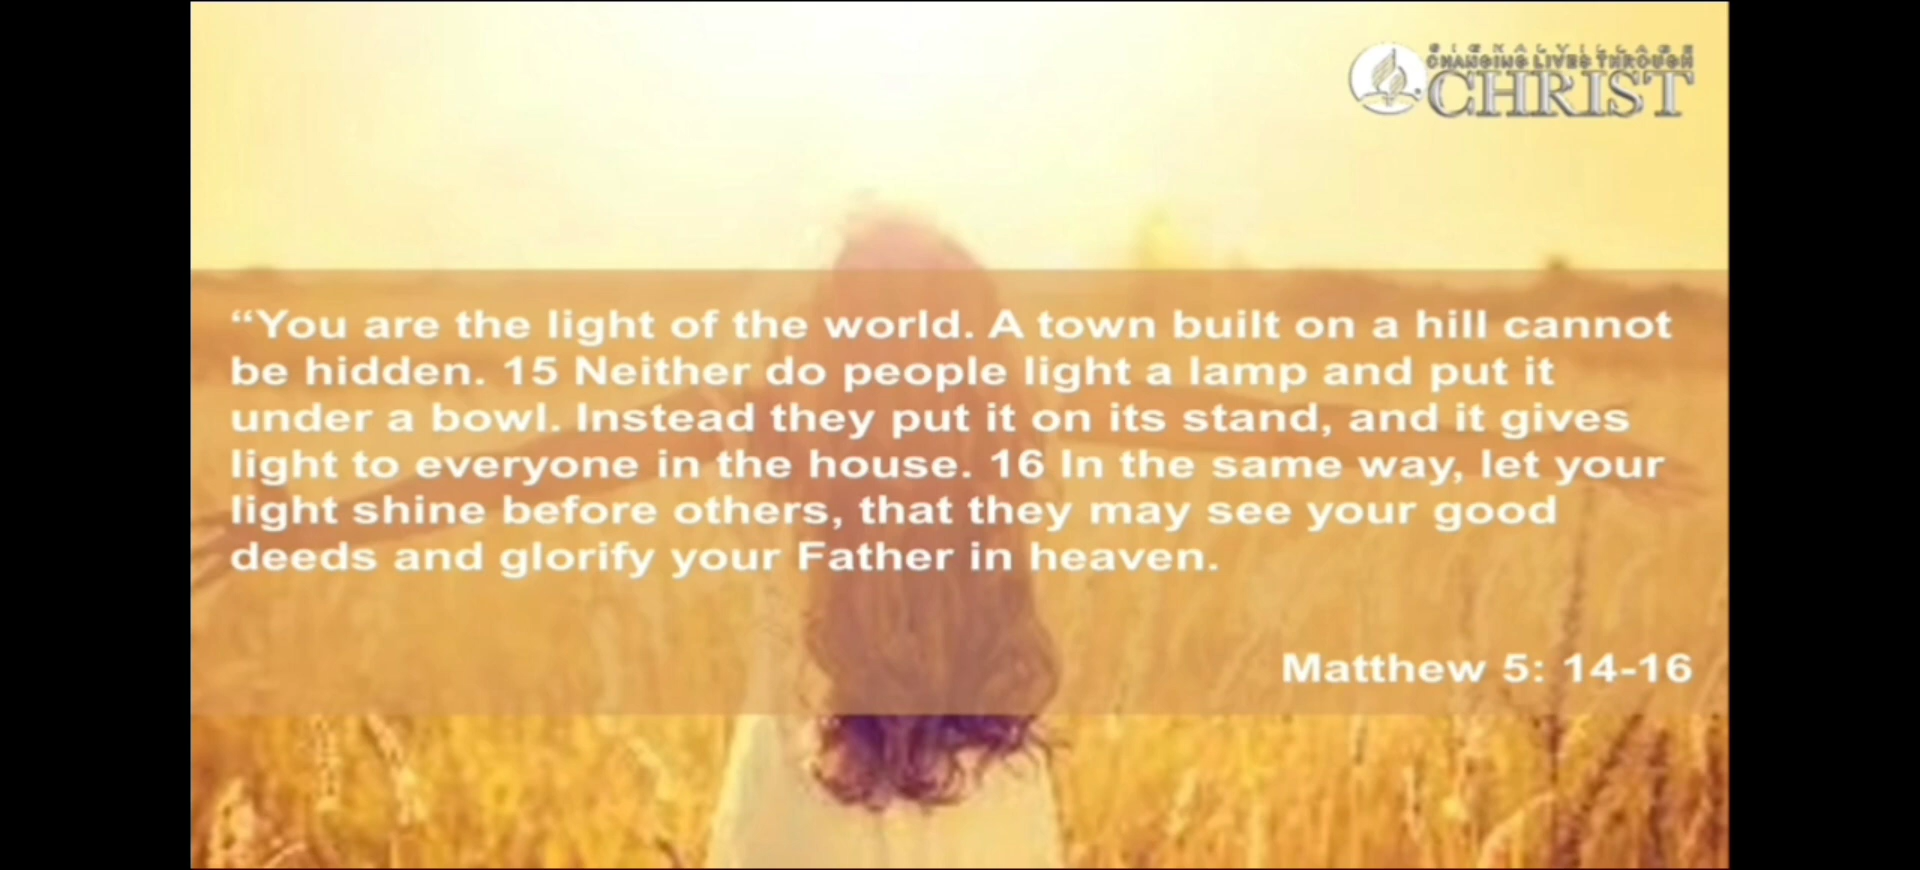 SIGNAL VILLAGE
CHANGING LIVES THROUGH
CHRIST
“You are the light of the world. A town built on a hill cannot
be hidden. 15 Neither do people light a lamp and put it
under a bowl. Instead they put it on its stand, and it gives
light to everyone in the house. 16 In the same way, let your
light shine before others, that they may see your good
deeds and glorify your Father in heaven.
Matthew 5: 14-16